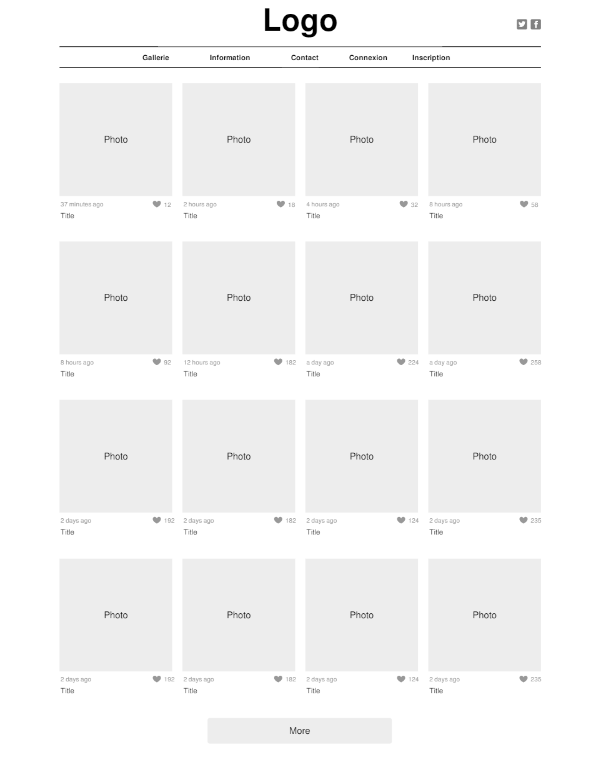 Logo
Gallerie Information Contact Connexion Inscription
Photo Photo Photo Photo
37 minutes ago 12 2 hours ago 18 4 hours ago 32 8 hours ago 58
Title Title Title Title
Photo Photo Photo Photo
8 hours ago 62 12 hours ago 182 a day ago 224 a day ago 258
Title Title Title Title
Photo Photo Photo Photo
2 days ago 192 2 days ago 182 2 days ago 124 2 days ago 235
Title Title Title Title
Photo Photo Photo Photo
2 days ago 192 2 days ago 182 2 days ago 124 2 days ago 235
Title Title Title Title
More